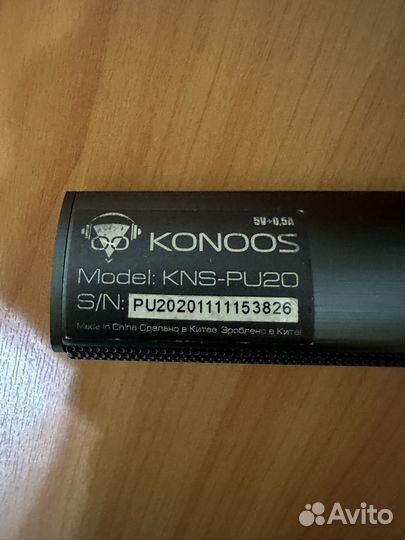 5V⎓0,5A
KONOOS
Model: KNS-PU20
S/N: PU20201111153826
Made in China Сделано в Китае Зроблено в Китаї
Avito